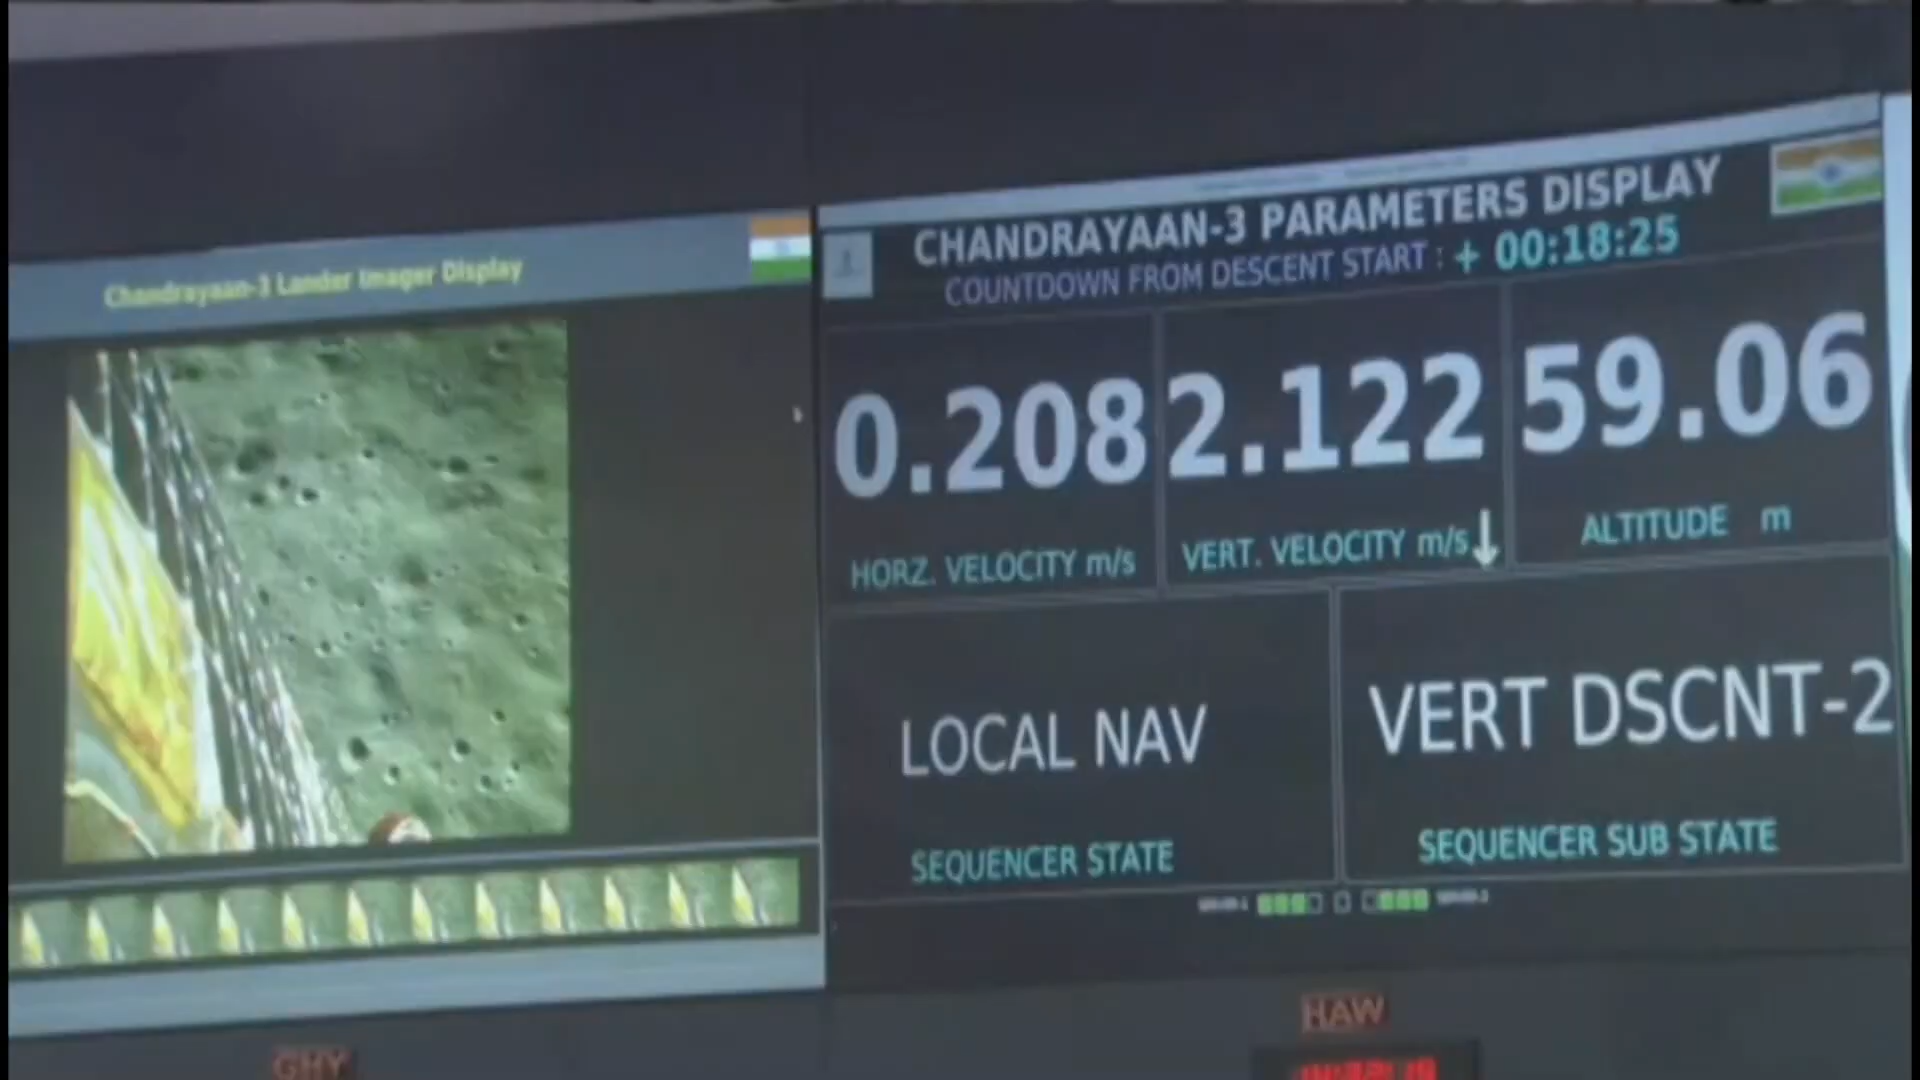 Chandrayaan-3 Lander Imager Display
CHANDRAYAAN-3 PARAMETERS DISPLAY
COUNTDOWN FROM DESCENT START : + 00:18:25
0.208 2.122 59.06
HORZ. VELOCITY m/s VERT. VELOCITY m/s ALTITUDE m
LOCAL NAV VERT DSCNT-2
SEQUENCER STATE SEQUENCER SUB STATE
GHY HAW